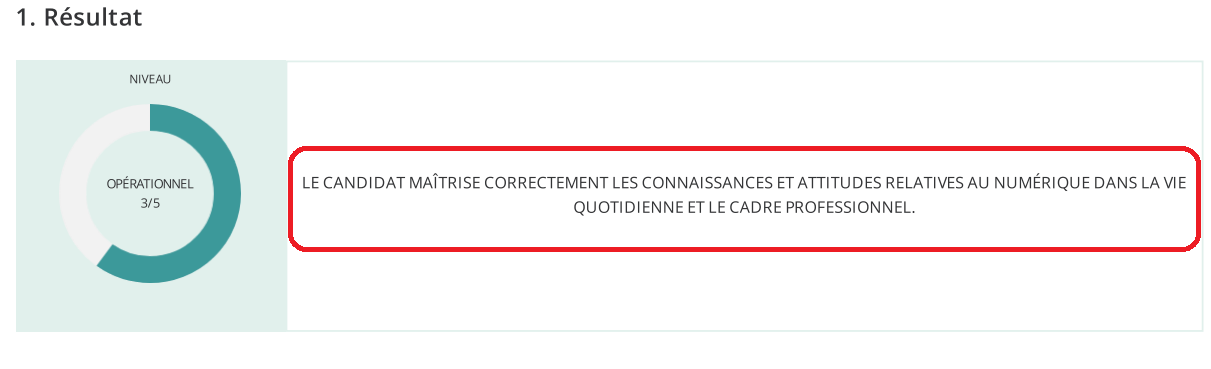 1. Résultat
NIVEAU
OPÉRATIONNEL
3/5
LE CANDIDAT MAÎTRISE CORRECTEMENT LES CONNAISSANCES ET ATTITUDES RELATIVES AU NUMÉRIQUE DANS LA VIE
QUOTIDIENNE ET LE CADRE PROFESSIONNEL.